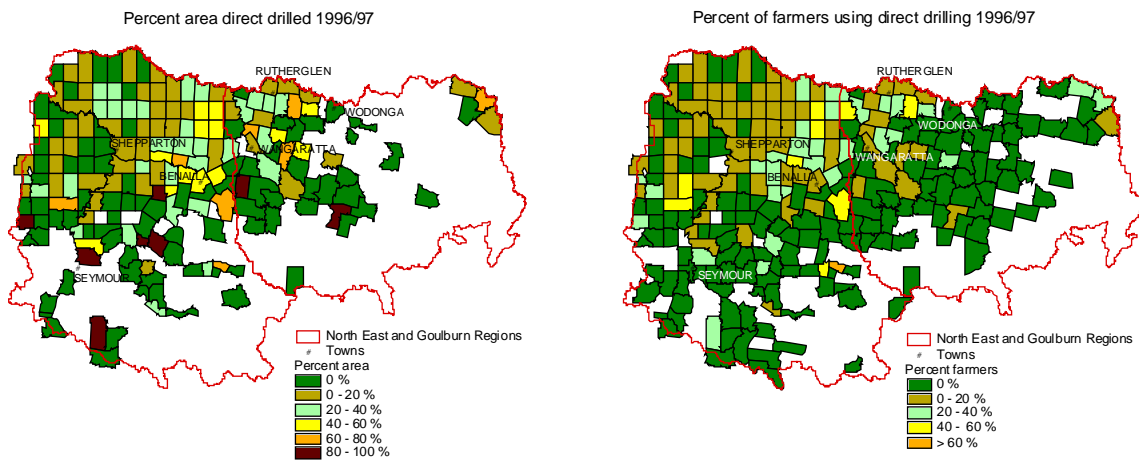 Percent area direct drilled 1996/97
RUTHERGLEN
WODONGA
SHEPPARTON
WANGARATTA
BENALLA
SEYMOUR
North East and Goulburn Regions
# Towns
Percent area
0 %
0 - 20 %
20 - 40 %
40 - 60 %
60 - 80 %
80 - 100 %
Percent of farmers using direct drilling 1996/97
RUTHERGLEN
WODONGA
SHEPPARTON
WANGARATTA
BENALLA
SEYMOUR
North East and Goulburn Regions
# Towns
Percent farmers
0 %
0 - 20 %
20 - 40 %
40 - 60 %
> 60 %